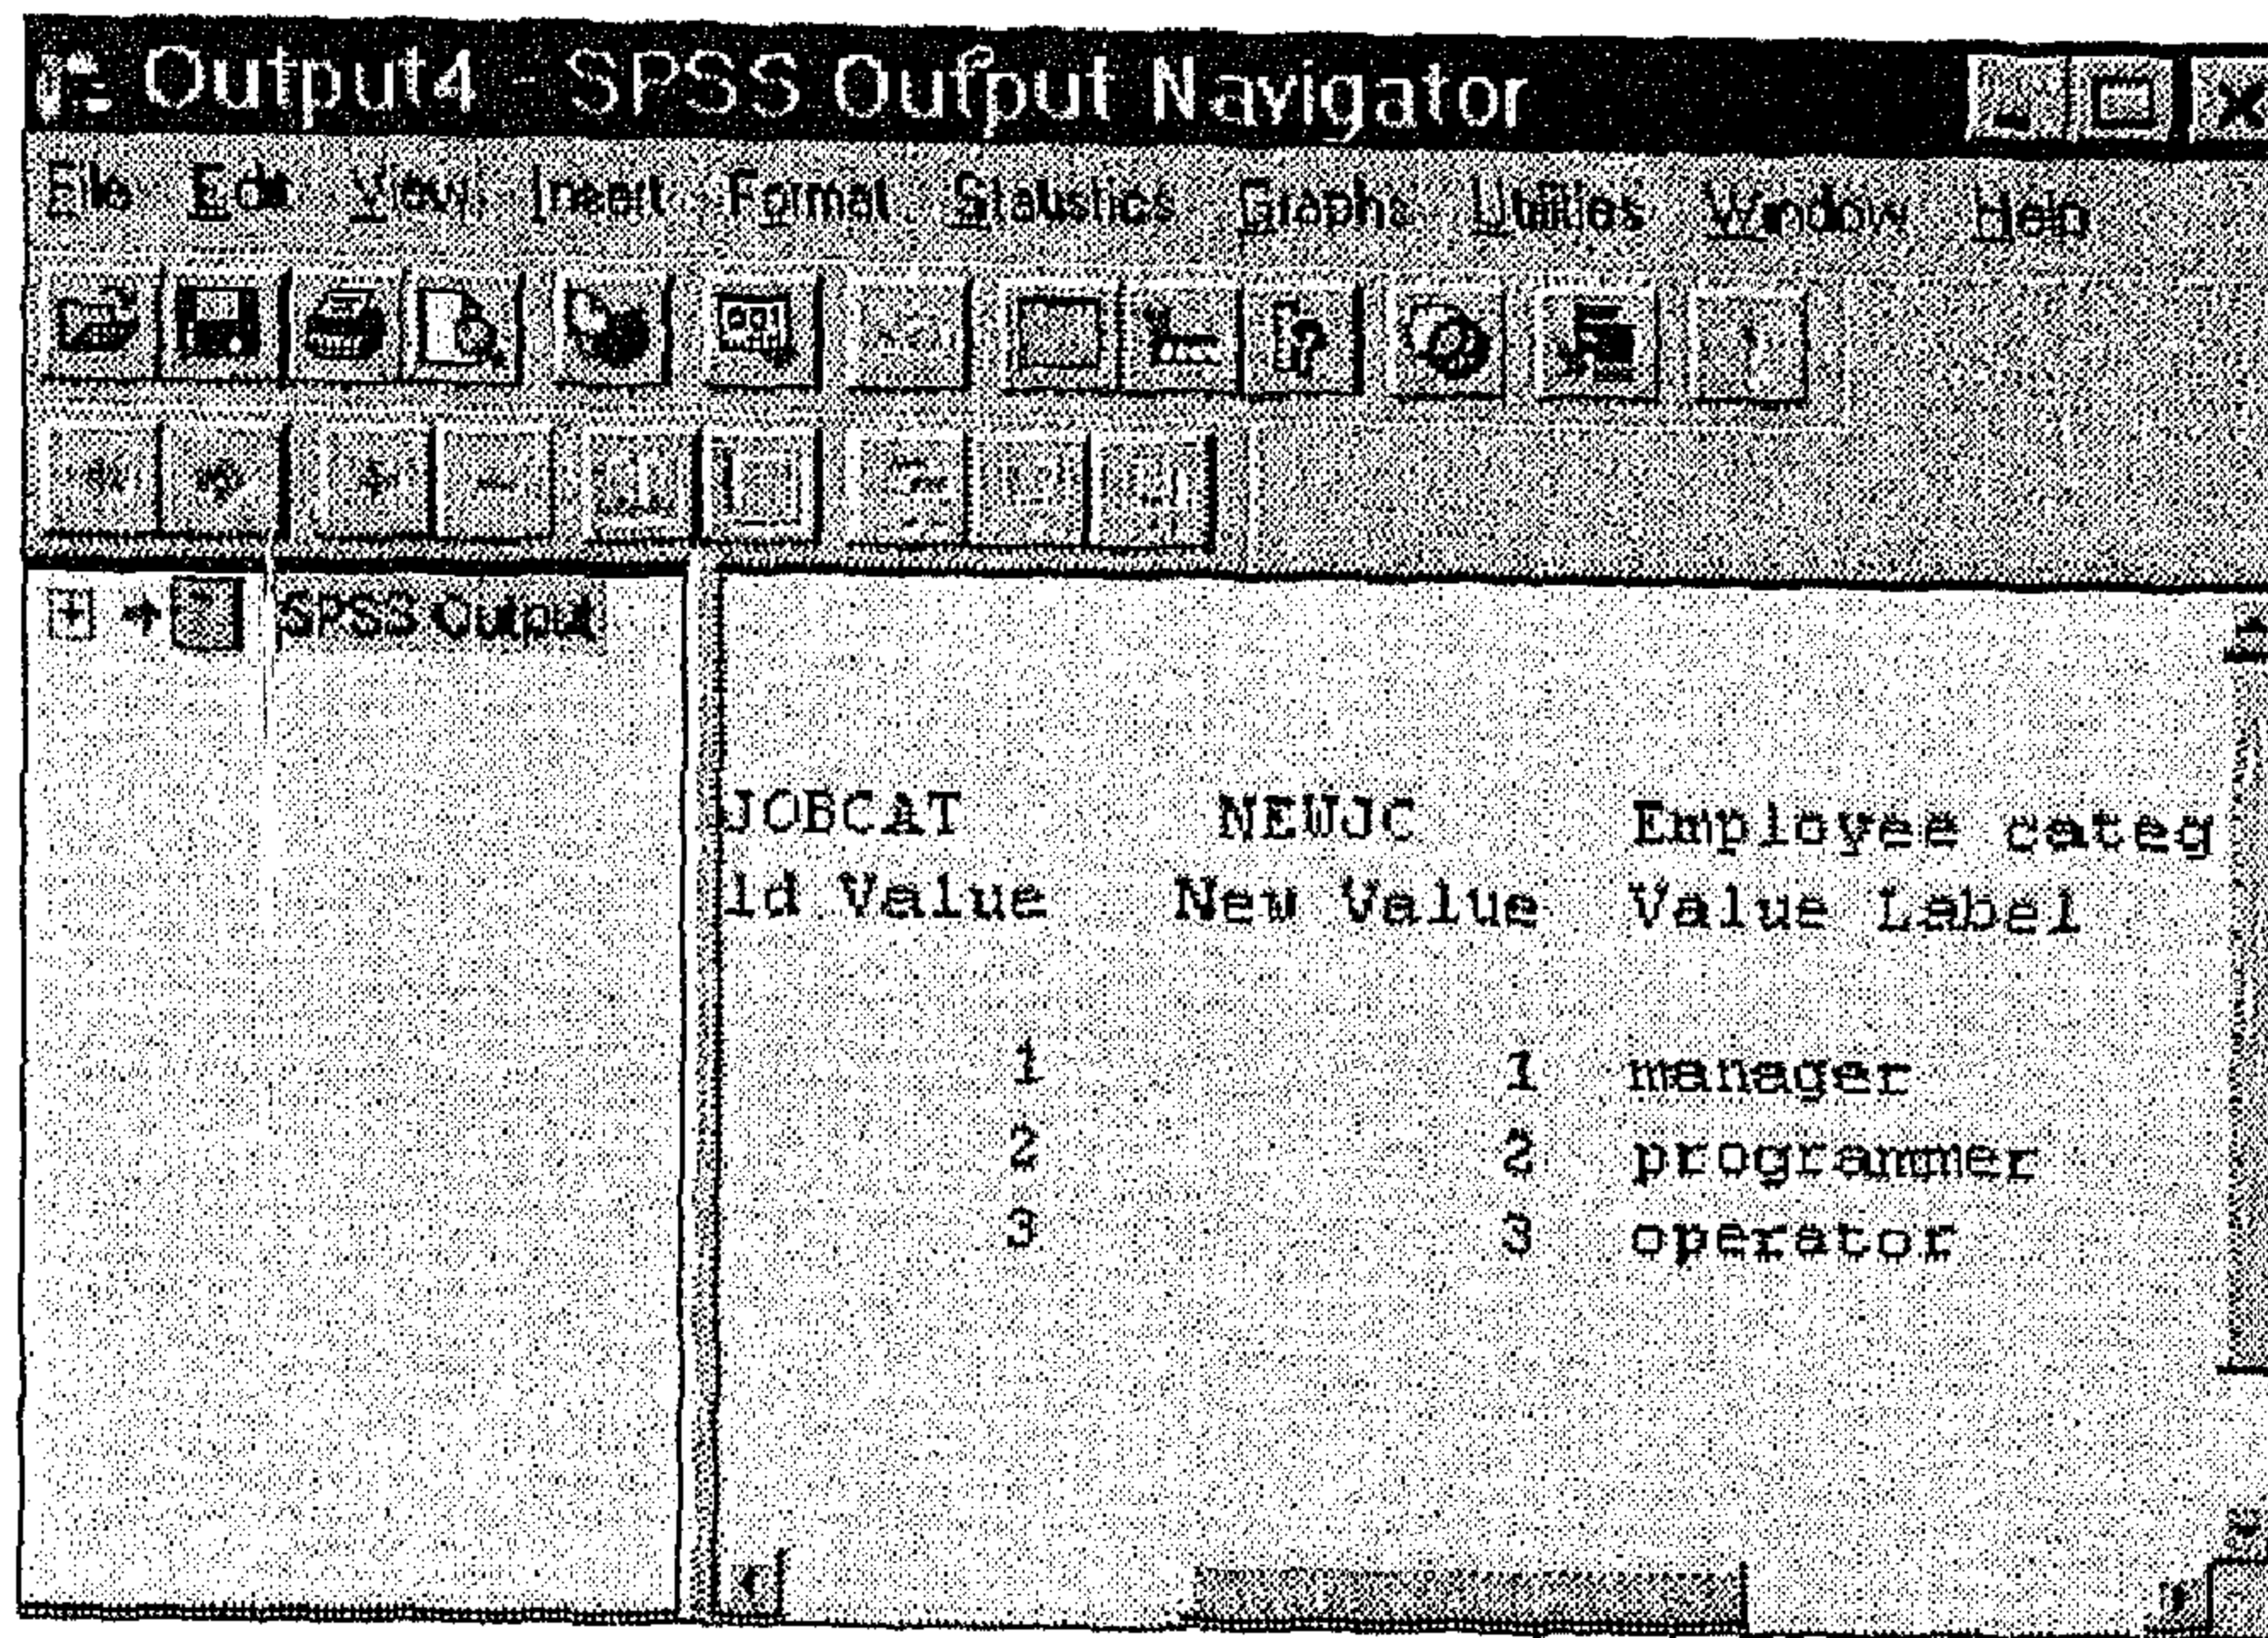 Output4 - SPSS Output Navigator
File Edit View Insert Format Statistics Graphs Utilities Window Help
SPSS Output
JOBCAT NEWJC Employee categ
ld Value New Value Value Label
1 1 manager
2 2 programmer
3 3 operator